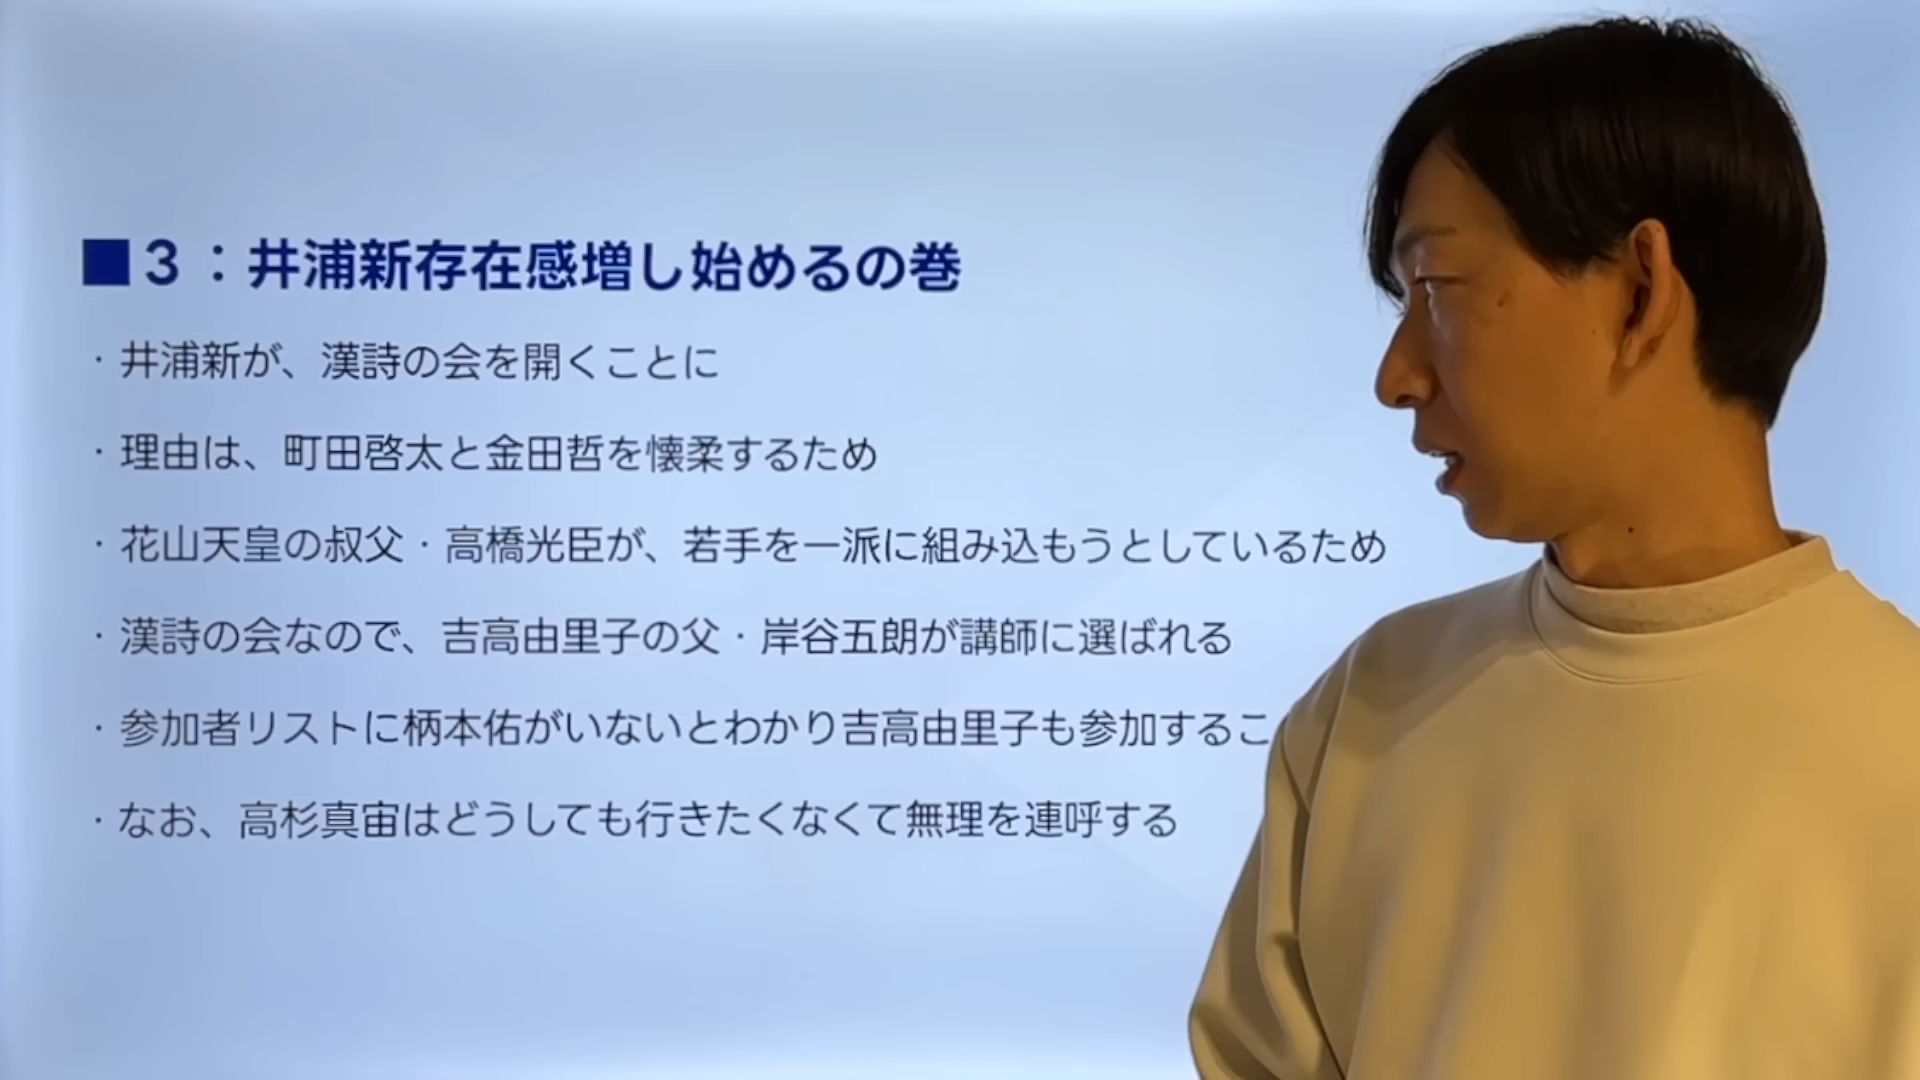 ■３：井浦新存在感増し始めるの巻
・井浦新が、漢詩の会を開くことに
・理由は、町田啓太と金田哲を懐柔するため
・花山天皇の叔父・高橋光臣が、若手を一派に組み込もうとしているため
・漢詩の会なので、吉高由里子の父・岸谷五朗が講師に選ばれる
・参加者リストに柄本佑がいないとわかり吉高由里子も参加するこ
・なお、高杉真宙はどうしても行きたくなくて無理を連呼する